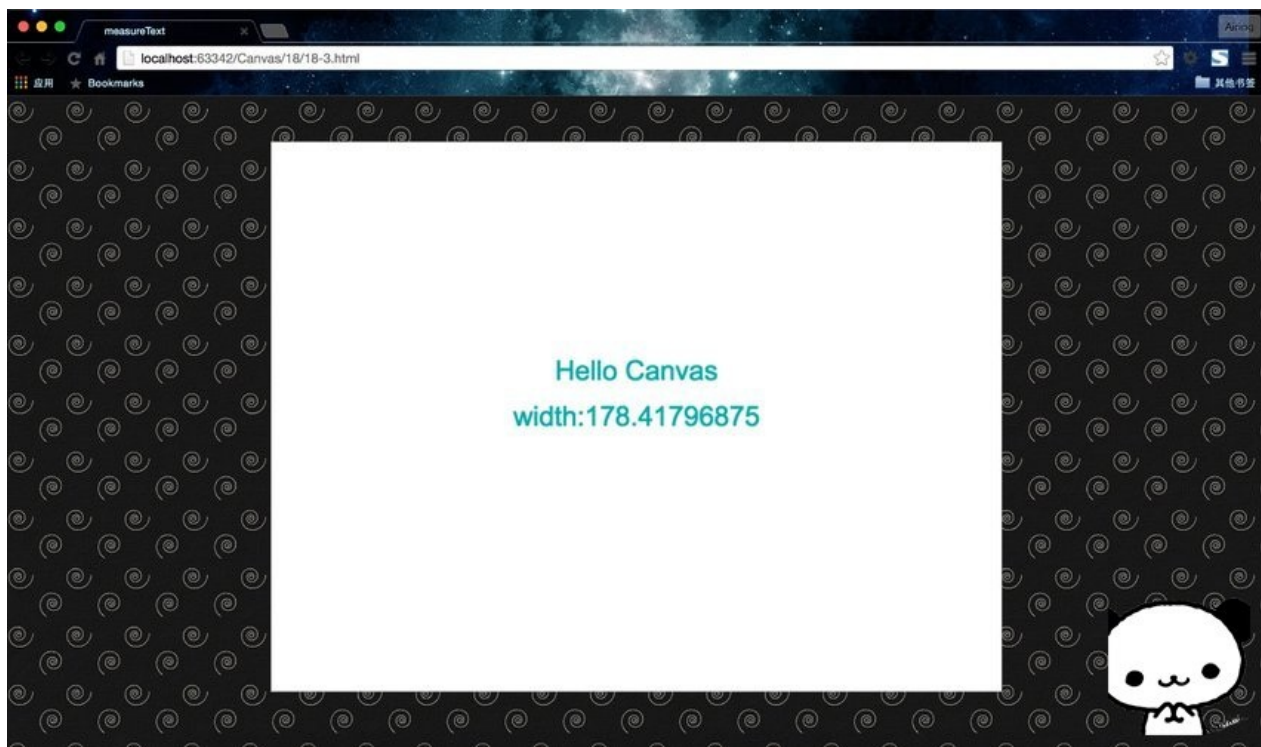 measureText
Airing
localhost:63342/Canvas/18/18-3.html
应用
Bookmarks
其他书签
Hello Canvas
width:178.41796875